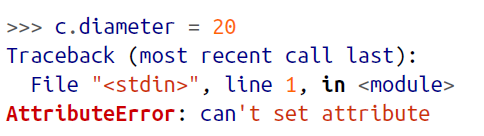 >>> c.diameter = 20
Traceback (most recent call last):
  File "<stdin>", line 1, in <module>
AttributeError: can't set attribute